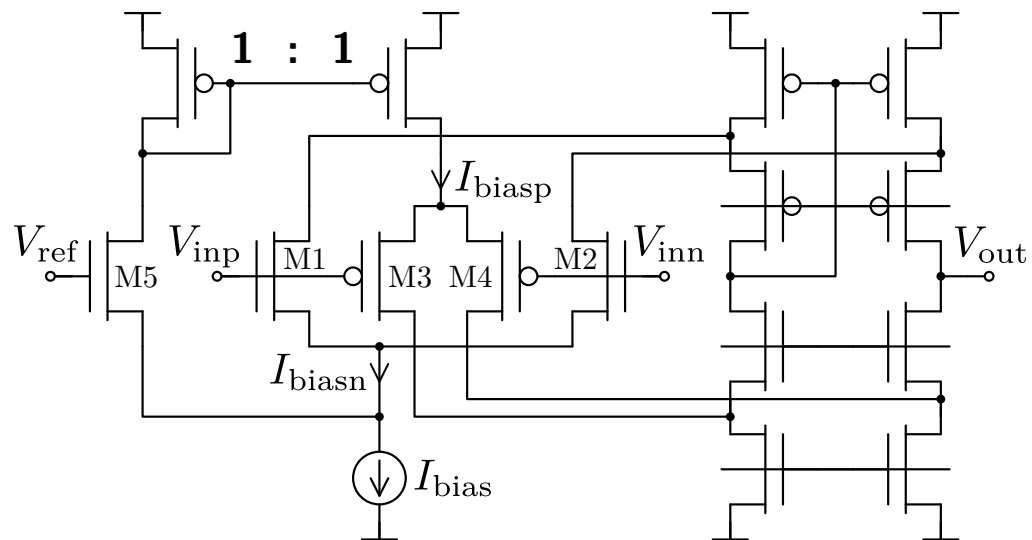 1 : 1
I_biasp
V_ref
V_inp
M1
M2
V_inn
V_out
M5
M3
M4
I_biasn
I_bias